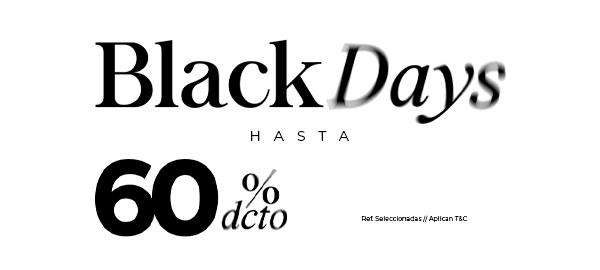 Black Days
HASTA
60%
dcto
Ref. Seleccionadas // Aplican T&C